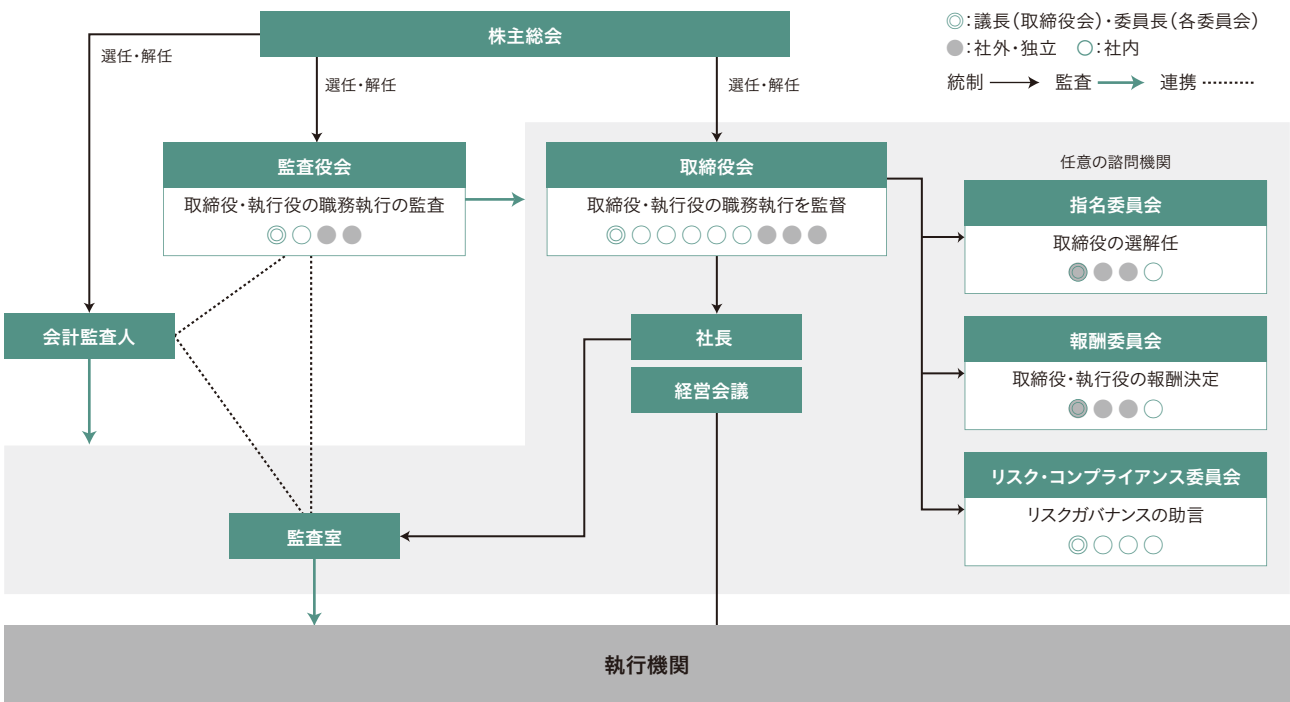 ◎:議長(取締役会)・委員長(各委員会)
●:社外・独立 ○:社内
統制 監査 連携
株主総会
選任・解任
選任・解任
選任・解任
監査役会
取締役・執行役の職務執行の監査
取締役会
取締役・執行役の職務執行を監督
任意の諮問機関
指名委員会
取締役の選解任
会計監査人
社長
経営会議
報酬委員会
取締役・執行役の報酬決定
リスク・コンプライアンス委員会
リスクガバナンスの助言
監査室
執行機関